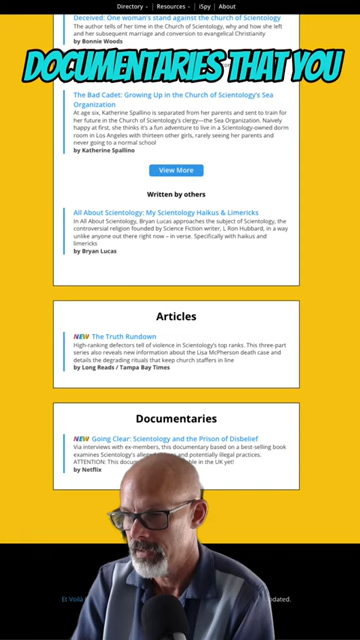 Directory
Resources
iSpy
About
Deceived: One woman's stand against the church of Scientology
The author tells of her time in the Church of Scientology, why and how she left
and her subsequent marriage and conversion to evangelical Christianity
by Bonnie Woods
DOCUMENTARIES THAT YOU
The Bad Cadet: Growing Up in the Church of Scientology's Sea
Organization
At age six, Katherine Spallino is separated from her parents and sent to train for
her future in the Church of Scientology's clergy—the Sea Organization. Naively
happy at first, she thinks it's a fun adventure to live in a Scientology-owned dorm
room in Los Angeles with thirteen other girls, rarely seeing her parents and
never going to a normal school
by Katherine Spallino
View More
Written by others
All About Scientology: My Scientology Haikus & Limericks
In All About Scientology, Bryan Lucas approaches the subject of Scientology, the
controversial religion founded by Science Fiction writer, L Ron Hubbard, in a way
unlike anyone out there right now – in verse. Specifically with haikus and
limericks
by Bryan Lucas
Articles
NEW The Truth Rundown
High-ranking defectors tell of violence in Scientology's top ranks. This three-part
series also reveals new information about the Lisa McPherson death case and
details the degrading rituals that keep church staffers in line
by Long Reads / Tampa Bay Times
Documentaries
NEW Going Clear: Scientology and the Prison of Disbelief
Via interviews with ex-members, this documentary based on a best-selling book
examines Scientology's and potentially illegal practices.
ATTENTION: This in the UK yet!
by Netflix
Et Voilà